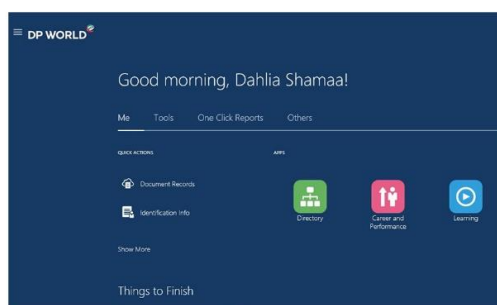 DP WORLD
Good morning, Dahlia Shamaa!
Me Tools One Click Reports Others
QUICK ACTIONS APPS
Document Records
Identification Info
Directory Career and Performance Learning
Show More
Things to Finish